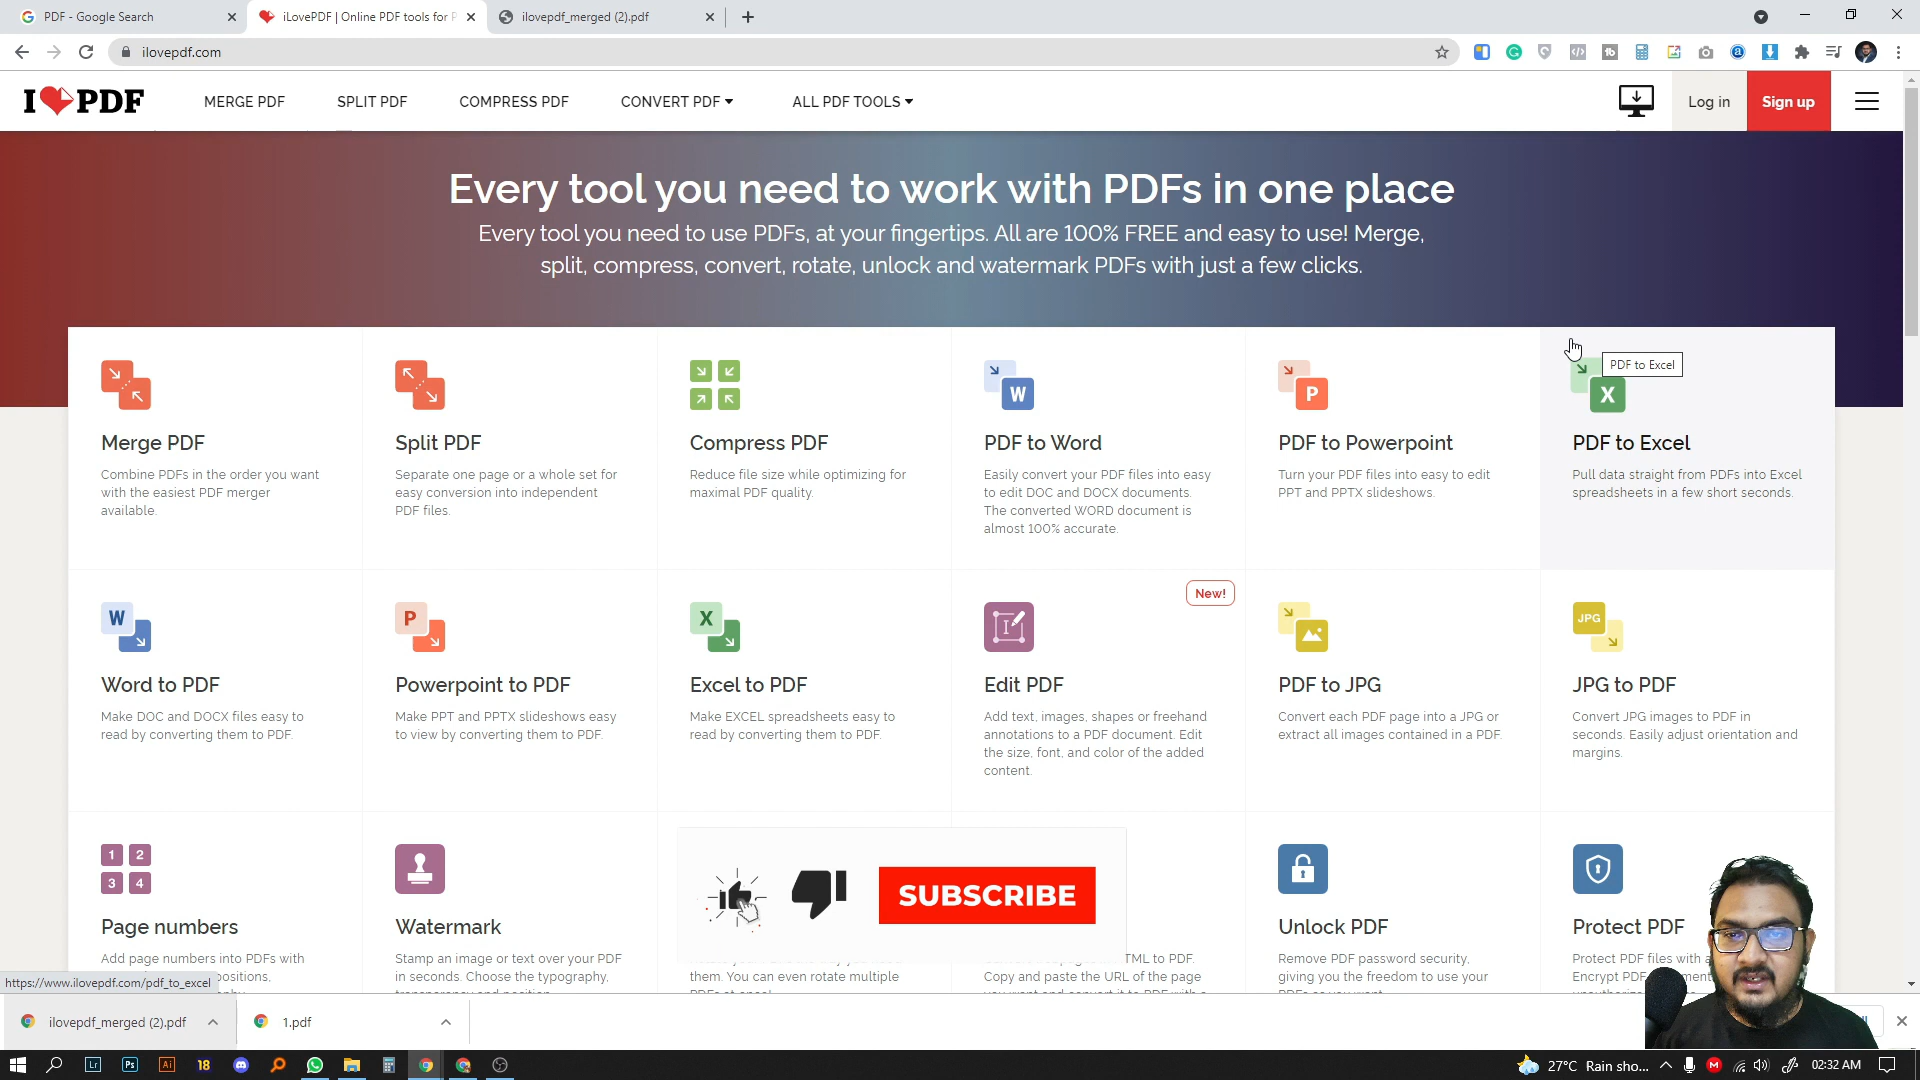 PDF - Google Search
iLovePDF | Online PDF tools for P
ilovepdf_merged (2).pdf
ilovepdf.com
I PDF
MERGE PDF
SPLIT PDF
COMPRESS PDF
CONVERT PDF
ALL PDF TOOLS
Log in
Sign up
Every tool you need to work with PDFs in one place
Every tool you need to use PDFs, at your fingertips. All are 100% FREE and easy to use! Merge,
split, compress, convert, rotate, unlock and watermark PDFs with just a few clicks.
Merge PDF
Combine PDFs in the order you want
with the easiest PDF merger
available.
Split PDF
Separate one page or a whole set for
easy conversion into independent
PDF files.
Compress PDF
Reduce file size while optimizing for
maximal PDF quality.
W
PDF to Word
Easily convert your PDF files into easy
to edit DOC and DOCX documents.
The converted WORD document is
almost 100% accurate.
P
PDF to Powerpoint
Turn your PDF files into easy to edit
PPT and PPTX slideshows.
PDF to Excel
X
PDF to Excel
Pull data straight from PDFs into Excel
spreadsheets in a few short seconds.
W
Word to PDF
Make DOC and DOCX files easy to
read by converting them to PDF.
P
Powerpoint to PDF
Make PPT and PPTX slideshows easy
to view by converting them to PDF.
X
Excel to PDF
Make EXCEL spreadsheets easy to
read by converting them to PDF.
New!
Edit PDF
Add text, images, shapes or freehand
annotations to a PDF document. Edit
the size, font, and color of the added
content.
PDF to JPG
Convert each PDF page into a JPG or
extract all images contained in a PDF.
JPG
JPG to PDF
Convert JPG images to PDF in
seconds. Easily adjust orientation and
margins.
1 2
3 4
Page numbers
Add page numbers into PDFs with
Watermark
Stamp an image or text over your PDF
in seconds. Choose the typography,
SUBSCRIBE
them. You can even rotate multiple
to PDF.
Copy and paste the URL of the page
Unlock PDF
Remove PDF password security,
giving you the freedom to use your
Protect PDF
Protect PDF files with a
Encrypt PDF
https://www.ilovepdf.com/pdf_to_excel
ilovepdf_merged (2).pdf
1.pdf
Lr
Ps
Ai
18
27°C Rain sho...
02:32 AM